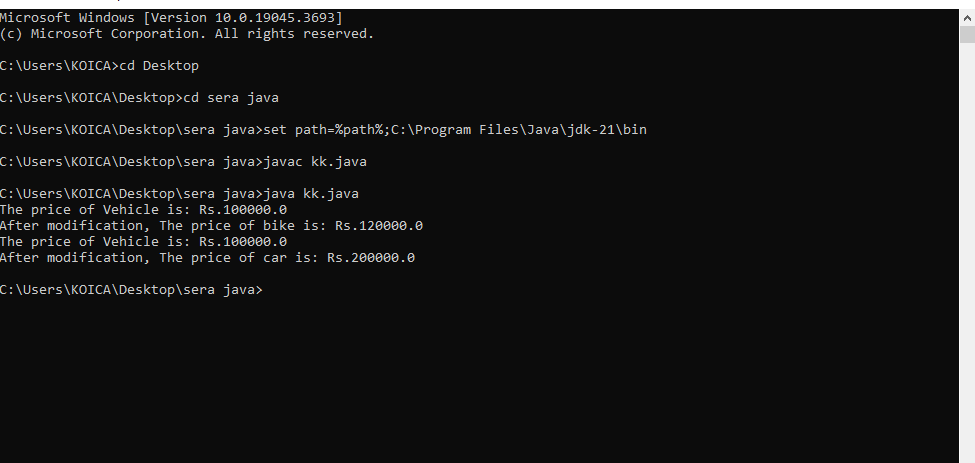 Microsoft Windows [Version 10.0.19045.3693]
(c) Microsoft Corporation. All rights reserved.
C:\Users\KOICA>cd Desktop
C:\Users\KOICA\Desktop>cd sera java
C:\Users\KOICA\Desktop\sera java>set path=%path%;C:\Program Files\Java\jdk-21\bin
C:\Users\KOICA\Desktop\sera java>javac kk.java
C:\Users\KOICA\Desktop\sera java>java kk.java
The price of Vehicle is: Rs.100000.0
After modification, The price of bike is: Rs.120000.0
The price of Vehicle is: Rs.100000.0
After modification, The price of car is: Rs.200000.0
C:\Users\KOICA\Desktop\sera java>